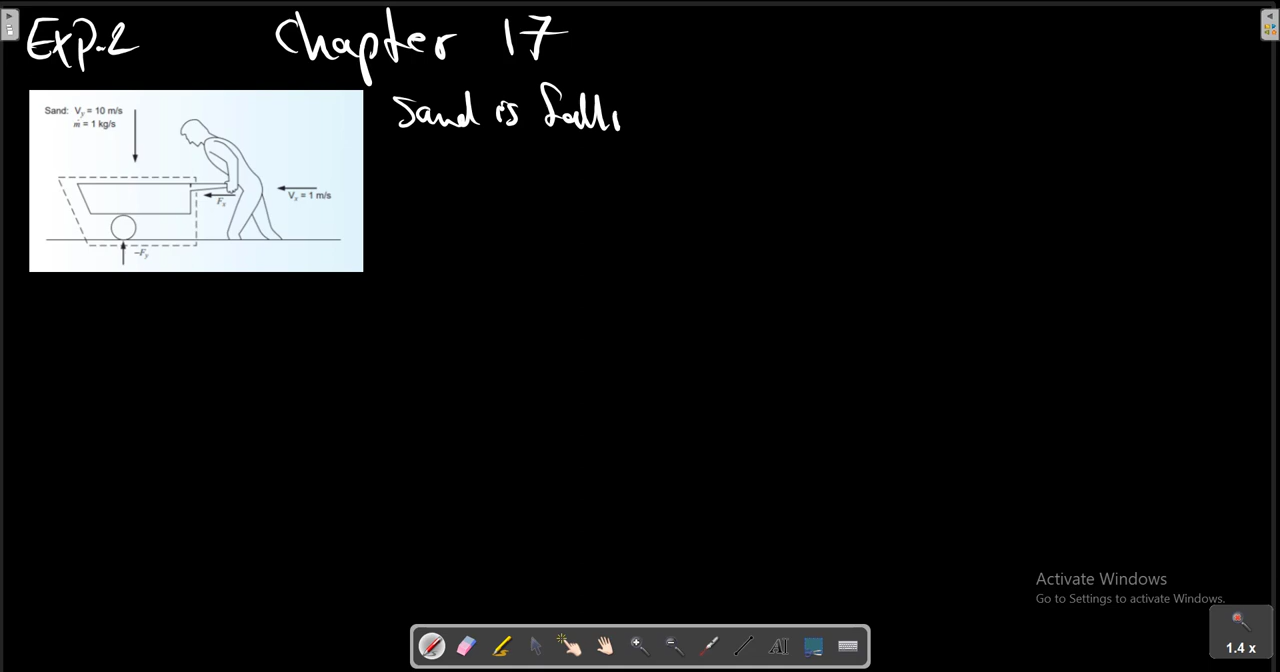 Exp.2 Chapter 17
Sand is falli
Sand: Vy = 10 m/s
ṁ = 1 kg/s
Fx
Vx = 1 m/s
-Fy
Activate Windows
Go to Settings to activate Windows.
AI
1.4 x